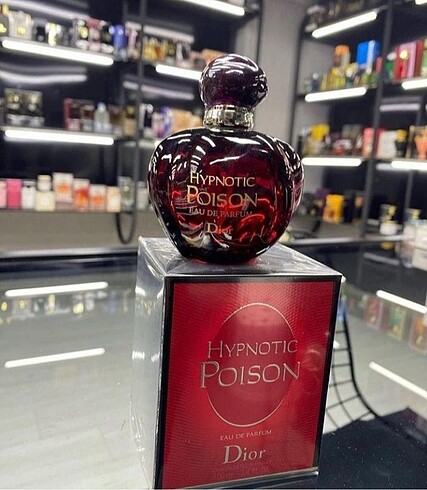 HYPNOTIC
POISON
EAU DE PARFUM
Dior
HYPNOTIC
POISON
EAU DE PARFUM
Dior